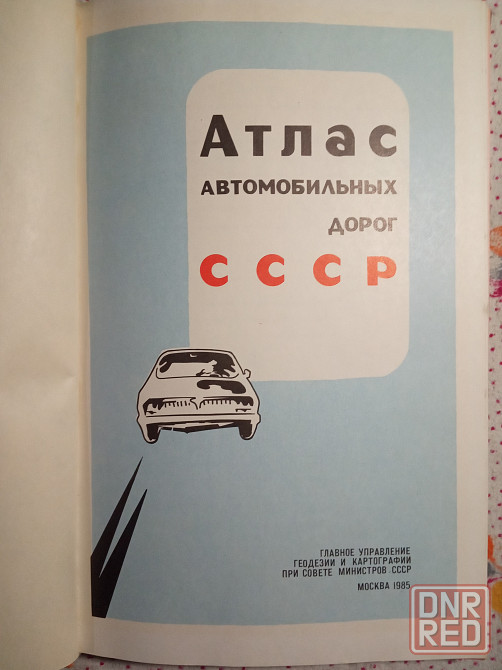 Атлас
АВТОМОБИЛЬНЫХ
ДОРОГ
СССР
ГЛАВНОЕ УПРАВЛЕНИЕ
ГЕОДЕЗИИ И КАРТОГРАФИИ
ПРИ СОВЕТЕ МИНИСТРОВ СССР
МОСКВА 1985
DNR
RED